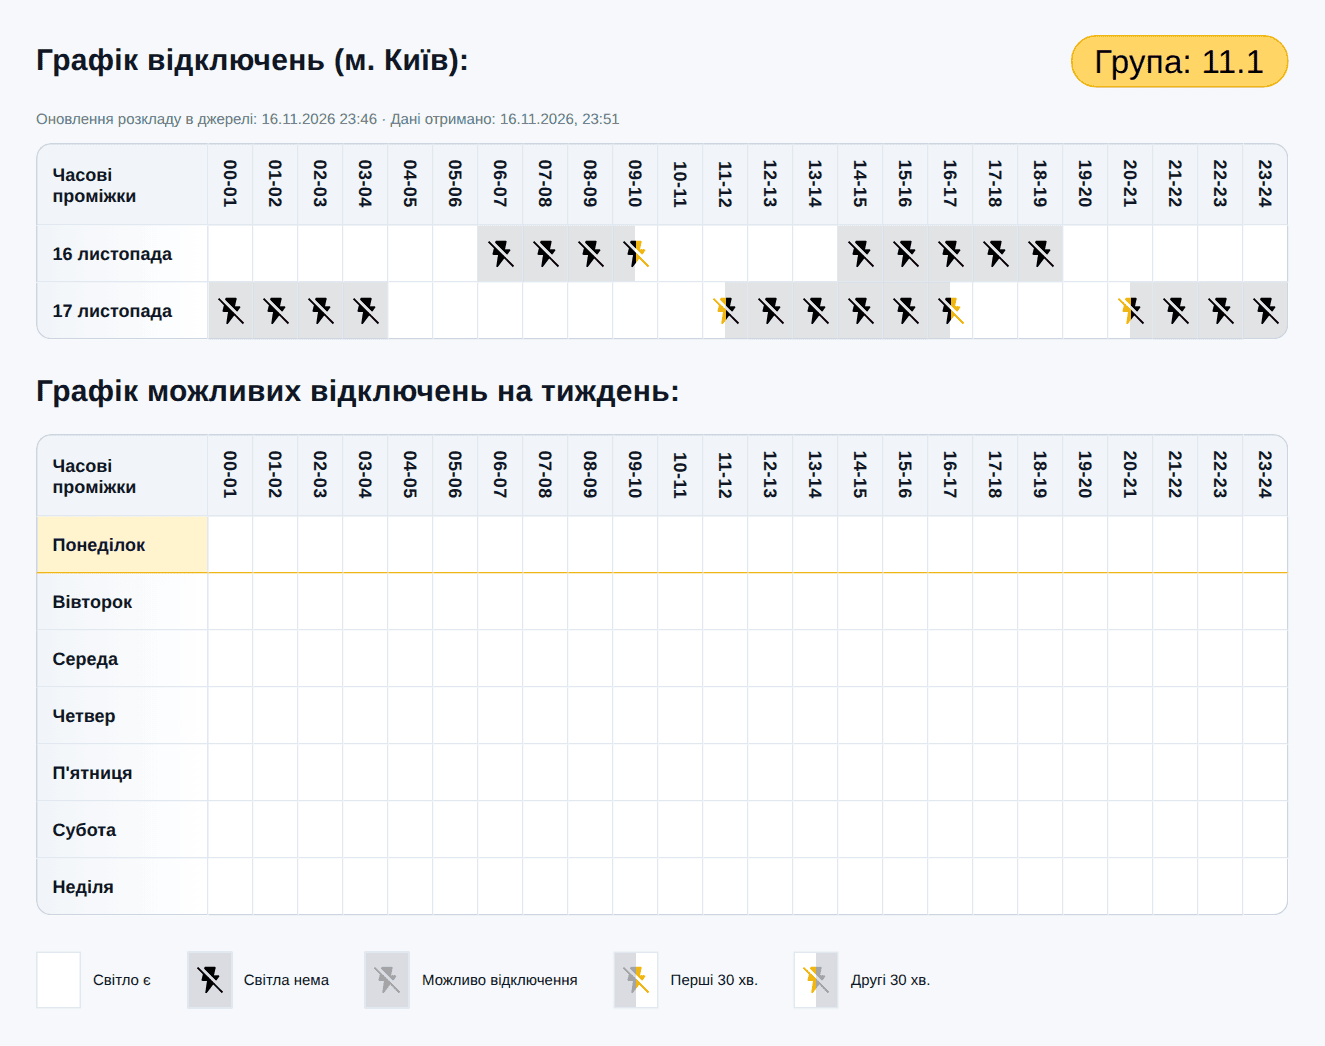 Графік відключень (м. Київ):
Група: 11.1
Оновлення розкладу в джерелі: 16.11.2026 23:46 · Дані отримано: 16.11.2026, 23:51
Часові проміжки 00-01 01-02 02-03 03-04 04-05 05-06 06-07 07-08 08-09 09-10 10-11 11-12 12-13 13-14 14-15 15-16 16-17 17-18 18-19 19-20 20-21 21-22 22-23 23-24
16 листопада
17 листопада
Графік можливих відключень на тиждень:
Часові проміжки 00-01 01-02 02-03 03-04 04-05 05-06 06-07 07-08 08-09 09-10 10-11 11-12 12-13 13-14 14-15 15-16 16-17 17-18 18-19 19-20 20-21 21-22 22-23 23-24
Понеділок
Вівторок
Середа
Четвер
П'ятниця
Субота
Неділя
Світло є Світла нема Можливо відключення Перші 30 хв. Другі 30 хв.